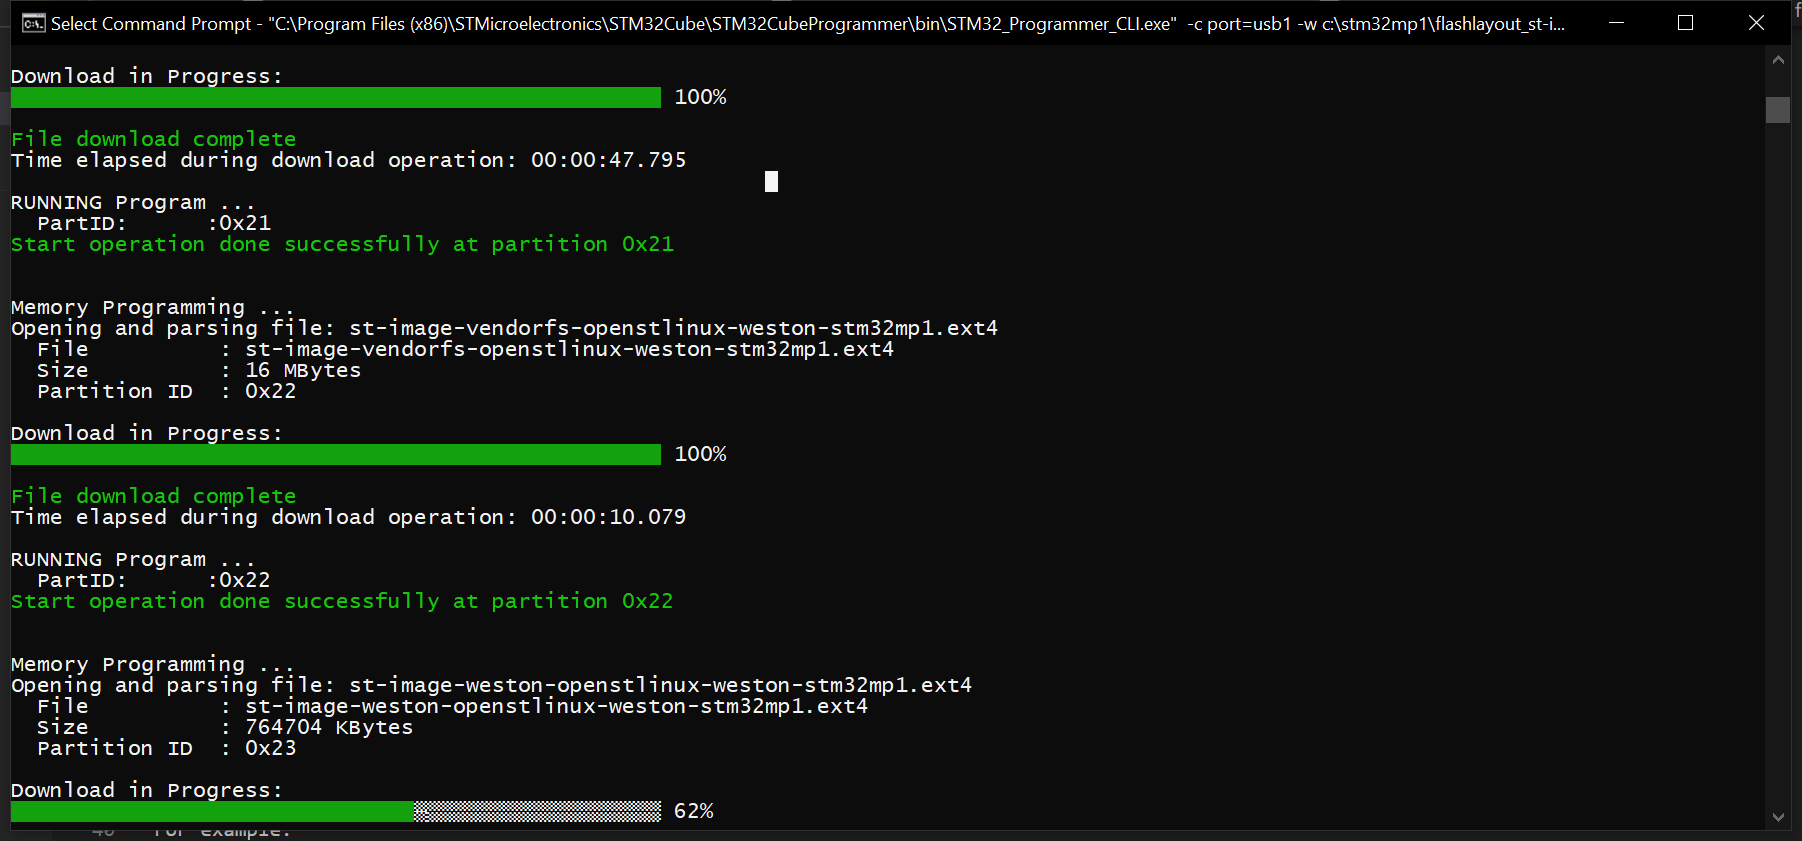 Select Command Prompt - "C:\Program Files (x86)\STMicroelectronics\STM32Cube\STM32CubeProgrammer\bin\STM32_Programmer_CLI.exe"  -c port=usb1 -w c:\stm32mp1\flashlayout_st-i...
Download in Progress:
100%
File download complete
Time elapsed during download operation: 00:00:47.795
RUNNING Program ...
  PartID:      :0x21
Start operation done successfully at partition 0x21
Memory Programming ...
Opening and parsing file: st-image-vendorfs-openstlinux-weston-stm32mp1.ext4
  File          : st-image-vendorfs-openstlinux-weston-stm32mp1.ext4
  Size          : 16 MBytes
  Partition ID  : 0x22
Download in Progress:
100%
File download complete
Time elapsed during download operation: 00:00:10.079
RUNNING Program ...
  PartID:      :0x22
Start operation done successfully at partition 0x22
Memory Programming ...
Opening and parsing file: st-image-weston-openstlinux-weston-stm32mp1.ext4
  File          : st-image-weston-openstlinux-weston-stm32mp1.ext4
  Size          : 764704 KBytes
  Partition ID  : 0x23
Download in Progress:
62%
for example: